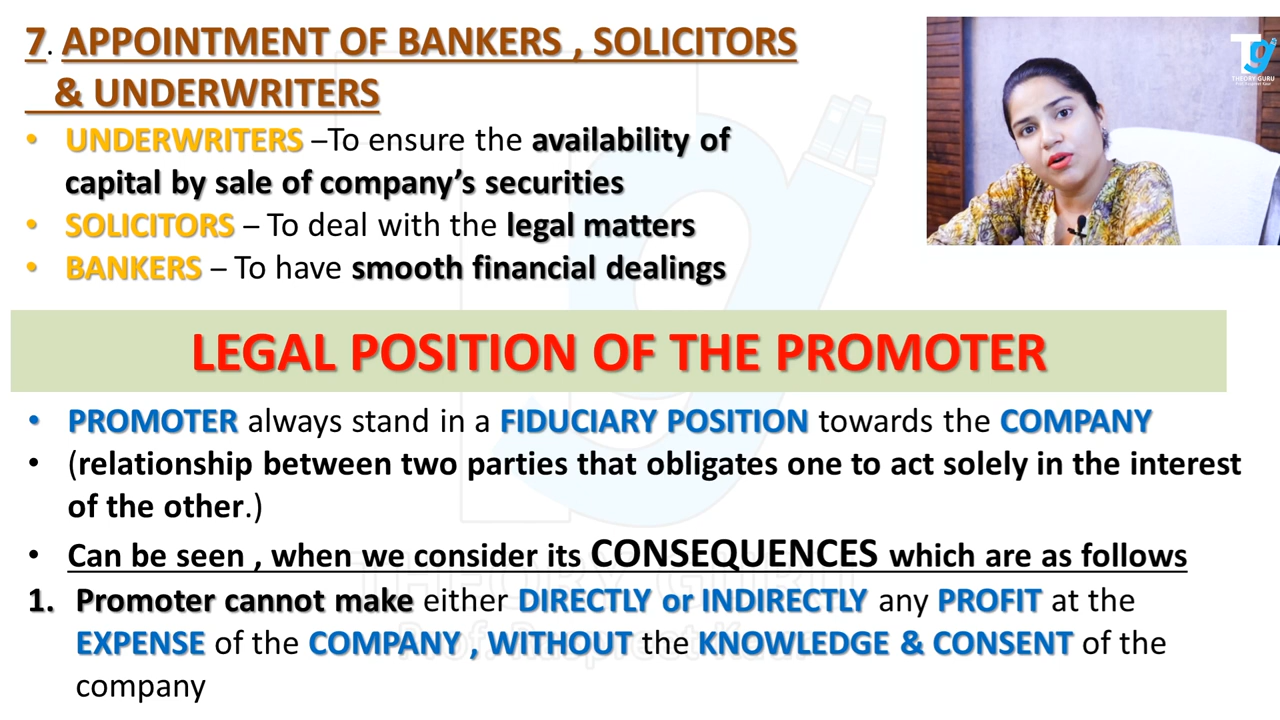 7. APPOINTMENT OF BANKERS , SOLICITORS
& UNDERWRITERS
• UNDERWRITERS –To ensure the availability of
capital by sale of company's securities
• SOLICITORS – To deal with the legal matters
• BANKERS – To have smooth financial dealings
Tg
THEORY GURU
LEGAL POSITION OF THE PROMOTER
• PROMOTER always stand in a FIDUCIARY POSITION towards the COMPANY
• (relationship between two parties that obligates one to act solely in the interest
of the other.)
• Can be seen , when we consider its CONSEQUENCES which are as follows
1. Promoter cannot make either DIRECTLY or INDIRECTLY any PROFIT at the
EXPENSE of the COMPANY , WITHOUT the KNOWLEDGE & CONSENT of the
company